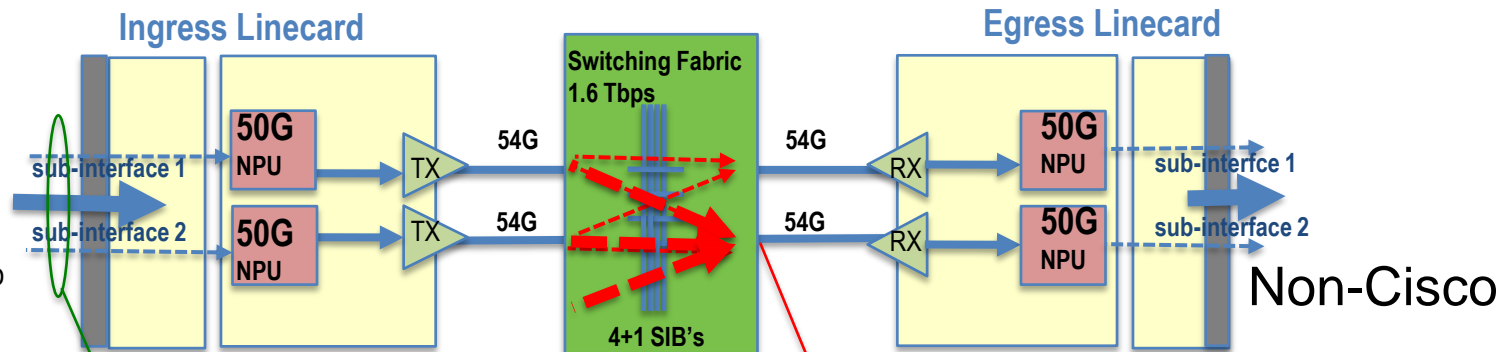 Ingress Linecard
Egress Linecard
Switching Fabric
1.6 Tbps
50G
NPU
sub-interface 1
TX
54G
54G
RX
50G
NPU
sub-interfce 1
50G
NPU
sub-interface 2
TX
54G
54G
RX
50G
NPU
sub-interface 2
Non-Cisco
4+1 SIB's